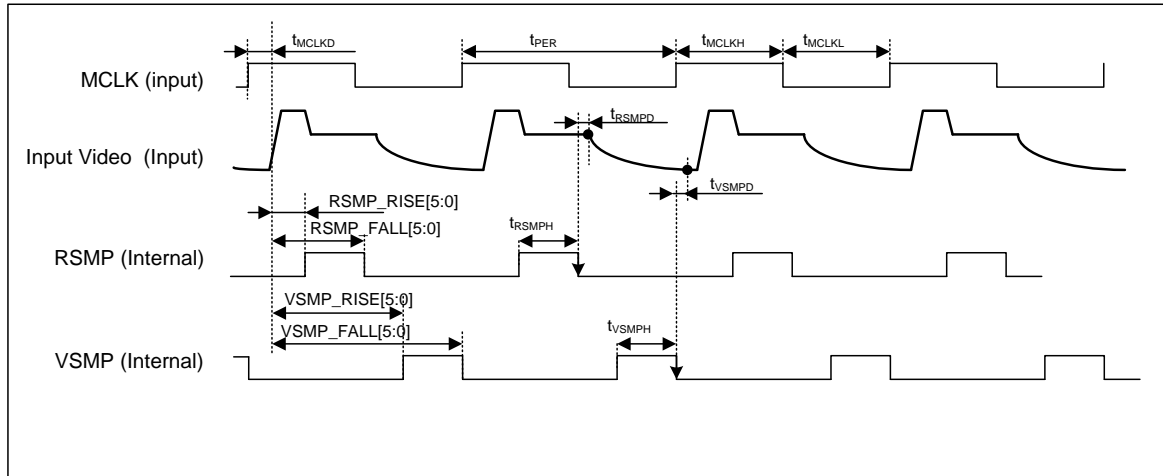 tMCLKD
tPER
tMCLKH
tMCLKL
MCLK (input)
tRSMPD
Input Video (Input)
tVSMPD
RSMP_RISE[5:0]
RSMP_FALL[5:0]
tRSMPH
RSMP (Internal)
VSMP_RISE[5:0]
VSMP_FALL[5:0]
tVSMPH
VSMP (Internal)